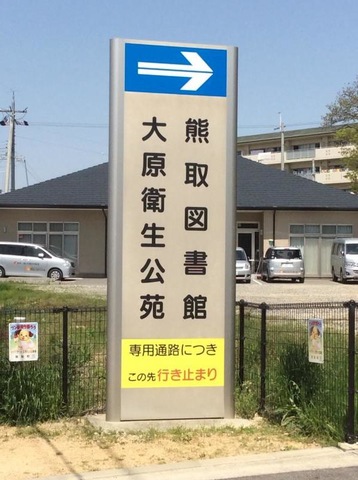 熊取図書館
大原衛生公苑
専用通路につき
この先行き止まり